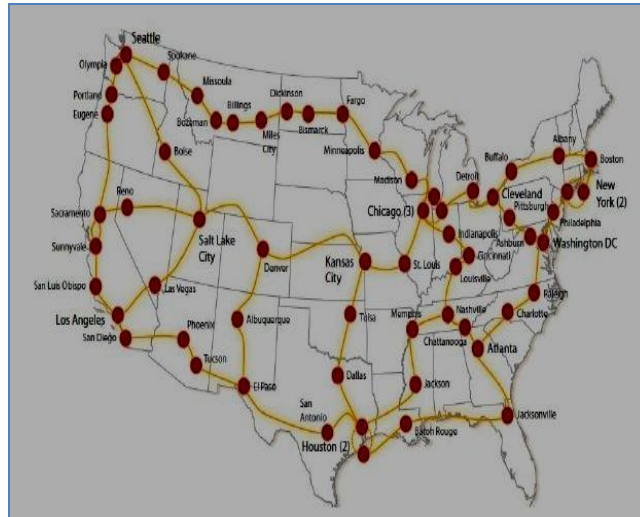 Seattle
Spokane
Olympia
Missoula
Dickinson
Portland
Billings
Fargo
Eugene
Bozeman
Miles
City
Bismarck
Albany
Boston
Buffalo
Minneapolis
Boise
Detroit
Madison
Cleveland
New
York (2)
Reno
Pittsburgh
Chicago (3)
Philadelphia
Sacramento
Indianapolis
Ashburn
Washington DC
Salt Lake
City
Sunnyvale
Kansas
City
Cincinnati
Denver
St. Louis
Louisville
San Luis Obispo
Las Vegas
Raleigh
Los Angeles
Albuquerque
Tulsa
Memphis
Nashville
Charlotte
Phoenix
Chattanooga
San Diego
Atlanta
Tucson
Dallas
El Paso
Jackson
San
Antonio
Jacksonville
Baton Rouge
Houston (2)